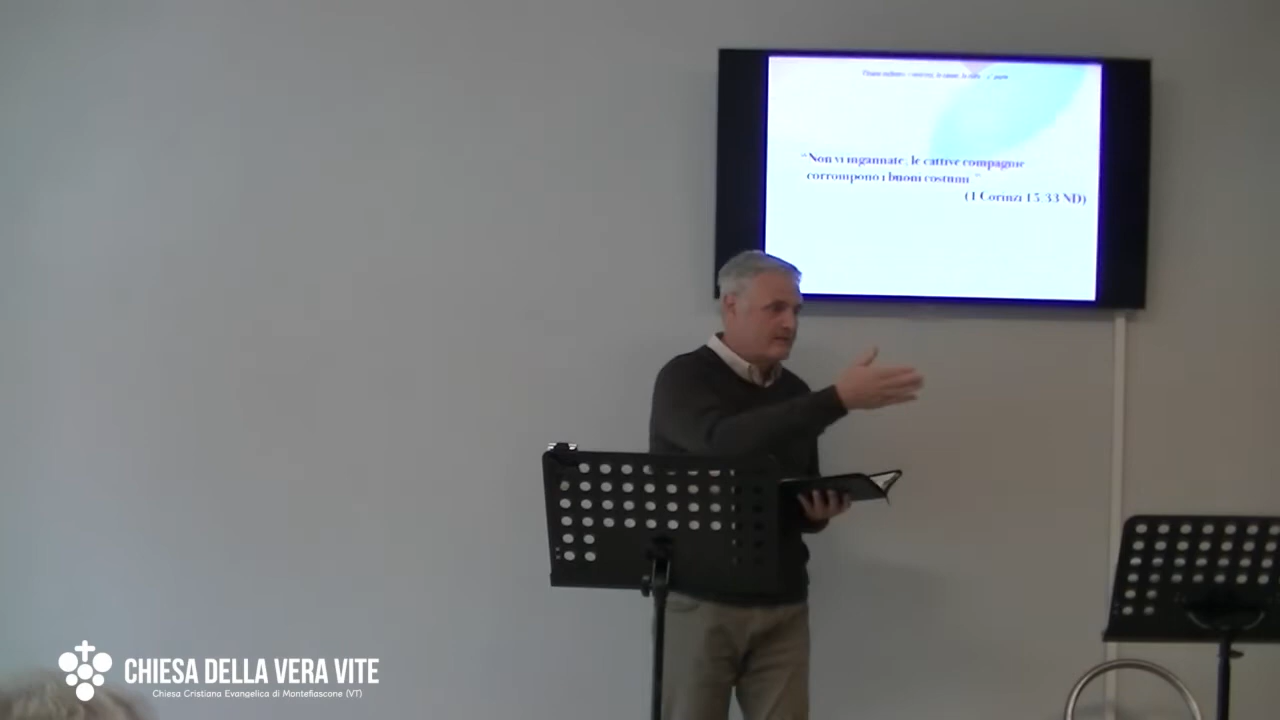 “Non vi ingannate, le cattive compagnie
corrompono i buoni costumi.”
(1 Corinzi 15:33 ND)
CHIESA DELLA VERA VITE
Chiesa Cristiana Evangelica di Montefiascone (VT)